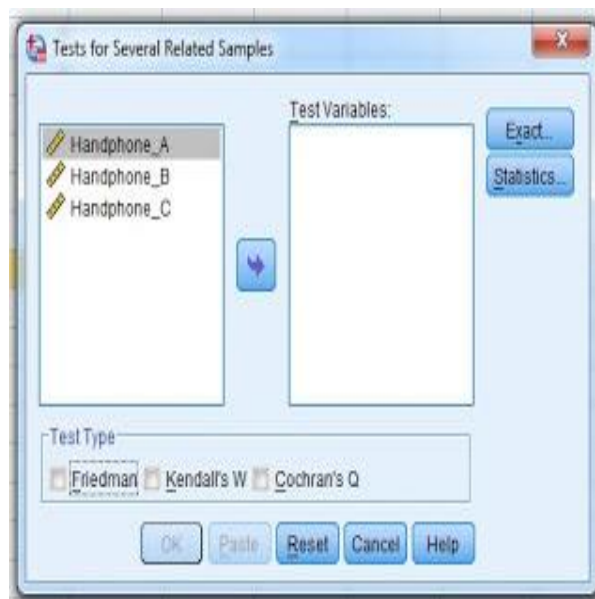 Tests for Several Related Samples
Test Variables:
Handphone_A
Handphone_B
Handphone_C
Exact...
Statistics...
Test Type
Friedman Kendall's W Cochran's Q
OK Paste Reset Cancel Help